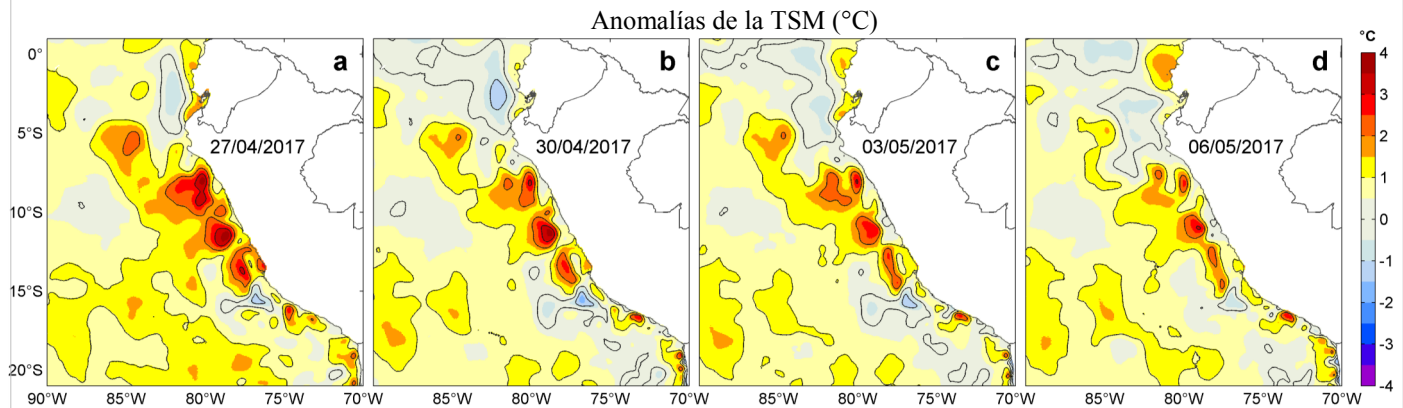 Anomalías de la TSM (°C)
a
b
c
d
°C
0°
5°S
10°S
15°S
20°S
27/04/2017
30/04/2017
03/05/2017
06/05/2017
4
3
2
1
0
-1
-2
-3
-4
90°W 85°W 80°W 75°W 70°W
85°W 80°W 75°W 70°W
85°W 80°W 75°W 70°W
85°W 80°W 75°W 70°W